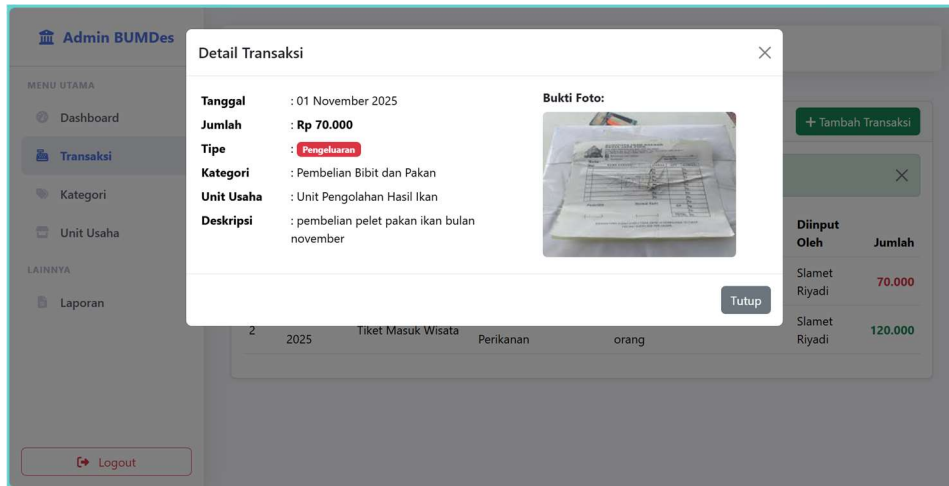 Admin BUMDes
MENU UTAMA
Dashboard
Transaksi
Kategori
Unit Usaha
LAINNYA
Laporan
Logout
Detail Transaksi
Tanggal : 01 November 2025
Jumlah : Rp 70.000
Tipe : Pengeluaran
Kategori : Pembelian Bibit dan Pakan
Unit Usaha : Unit Pengolahan Hasil Ikan
Deskripsi : pembelian pelet pakan ikan bulan
november
Bukti Foto:
Tutup
+ Tambah Transaksi
Diinput
Oleh Jumlah
Slamet
Riyadi 70.000
2 2025 Tiket Masuk Wisata Perikanan orang Slamet
Riyadi 120.000